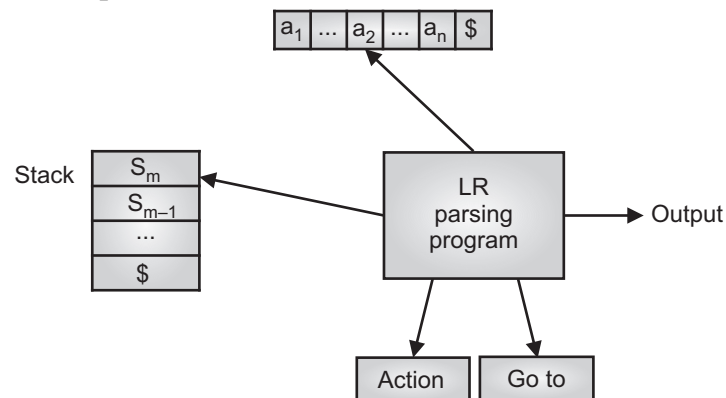 a1 ... a2 ... an $
Stack
Sm
Sm–1
...
$
LR
parsing
program
Output
Action
Go to